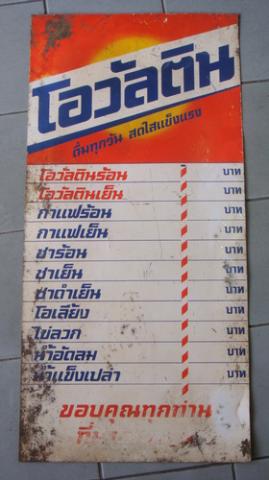 โอวัลติน
ดื่มทุกวัน สดใสแข็งแรง
โอวัลตินร้อน บาท
โอวัลตินเย็น บาท
กาแฟร้อน บาท
กาแฟเย็น บาท
ชาร้อน บาท
ชาเย็น บาท
ชาดำเย็น บาท
โอเลี้ยง บาท
ไข่ลวก บาท
น้ำอัดลม บาท
น้ำแข็งเปล่า บาท
ขอบคุณทุกท่าน